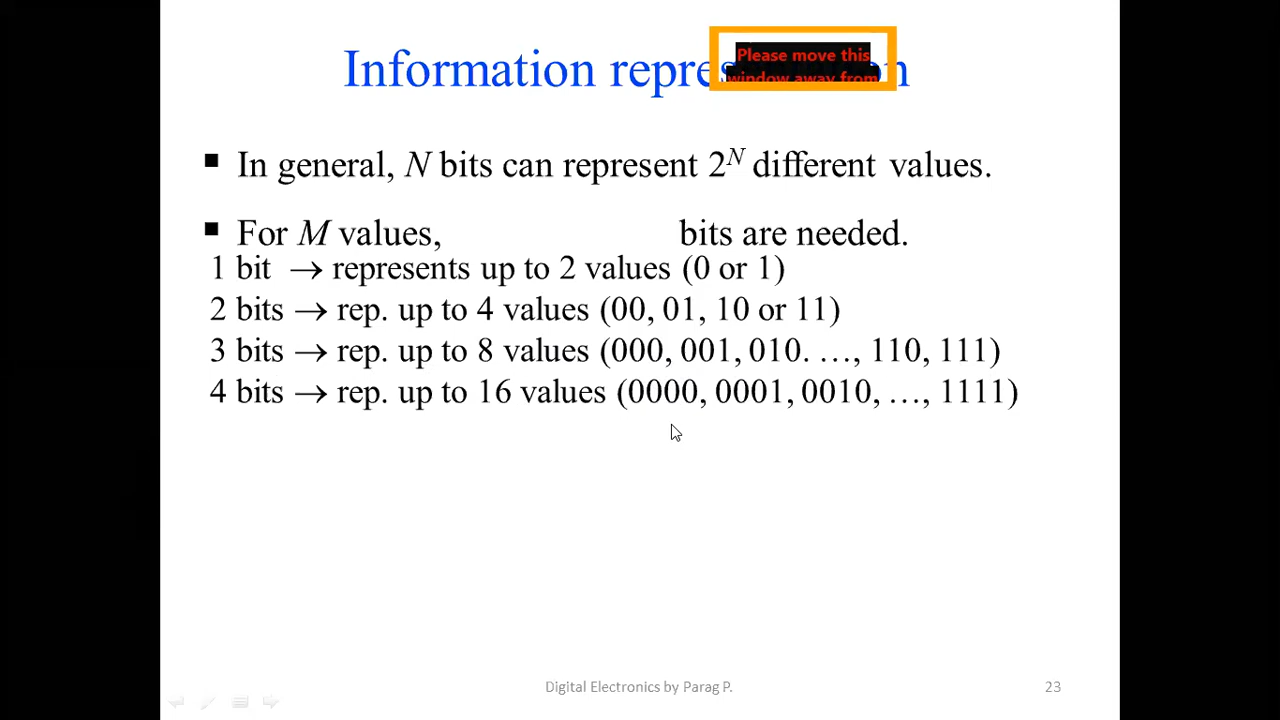 Information repres n
Please move this
window away from
■ In general, N bits can represent 2^N different values.
■ For M values, bits are needed.
1 bit → represents up to 2 values (0 or 1)
2 bits → rep. up to 4 values (00, 01, 10 or 11)
3 bits → rep. up to 8 values (000, 001, 010. …, 110, 111)
4 bits → rep. up to 16 values (0000, 0001, 0010, …, 1111)
Digital Electronics by Parag P.
23